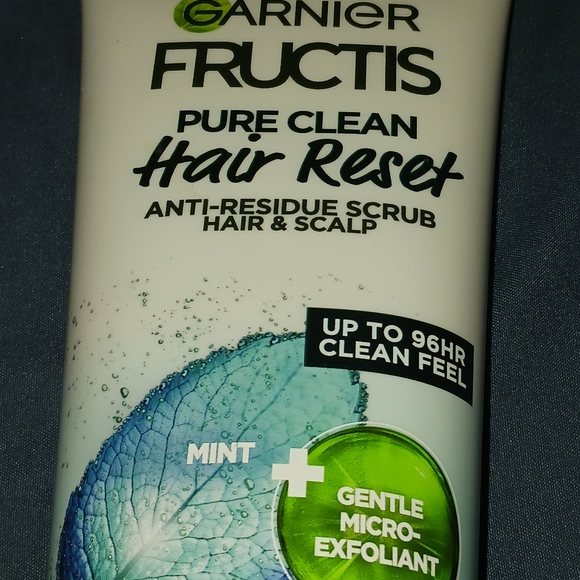 GARNIER
FRUCTIS
PURE CLEAN
Hair Reset
ANTI-RESIDUE SCRUB
HAIR & SCALP
UP TO 96HR
CLEAN FEEL
MINT
+
GENTLE
MICRO-
EXFOLIANT